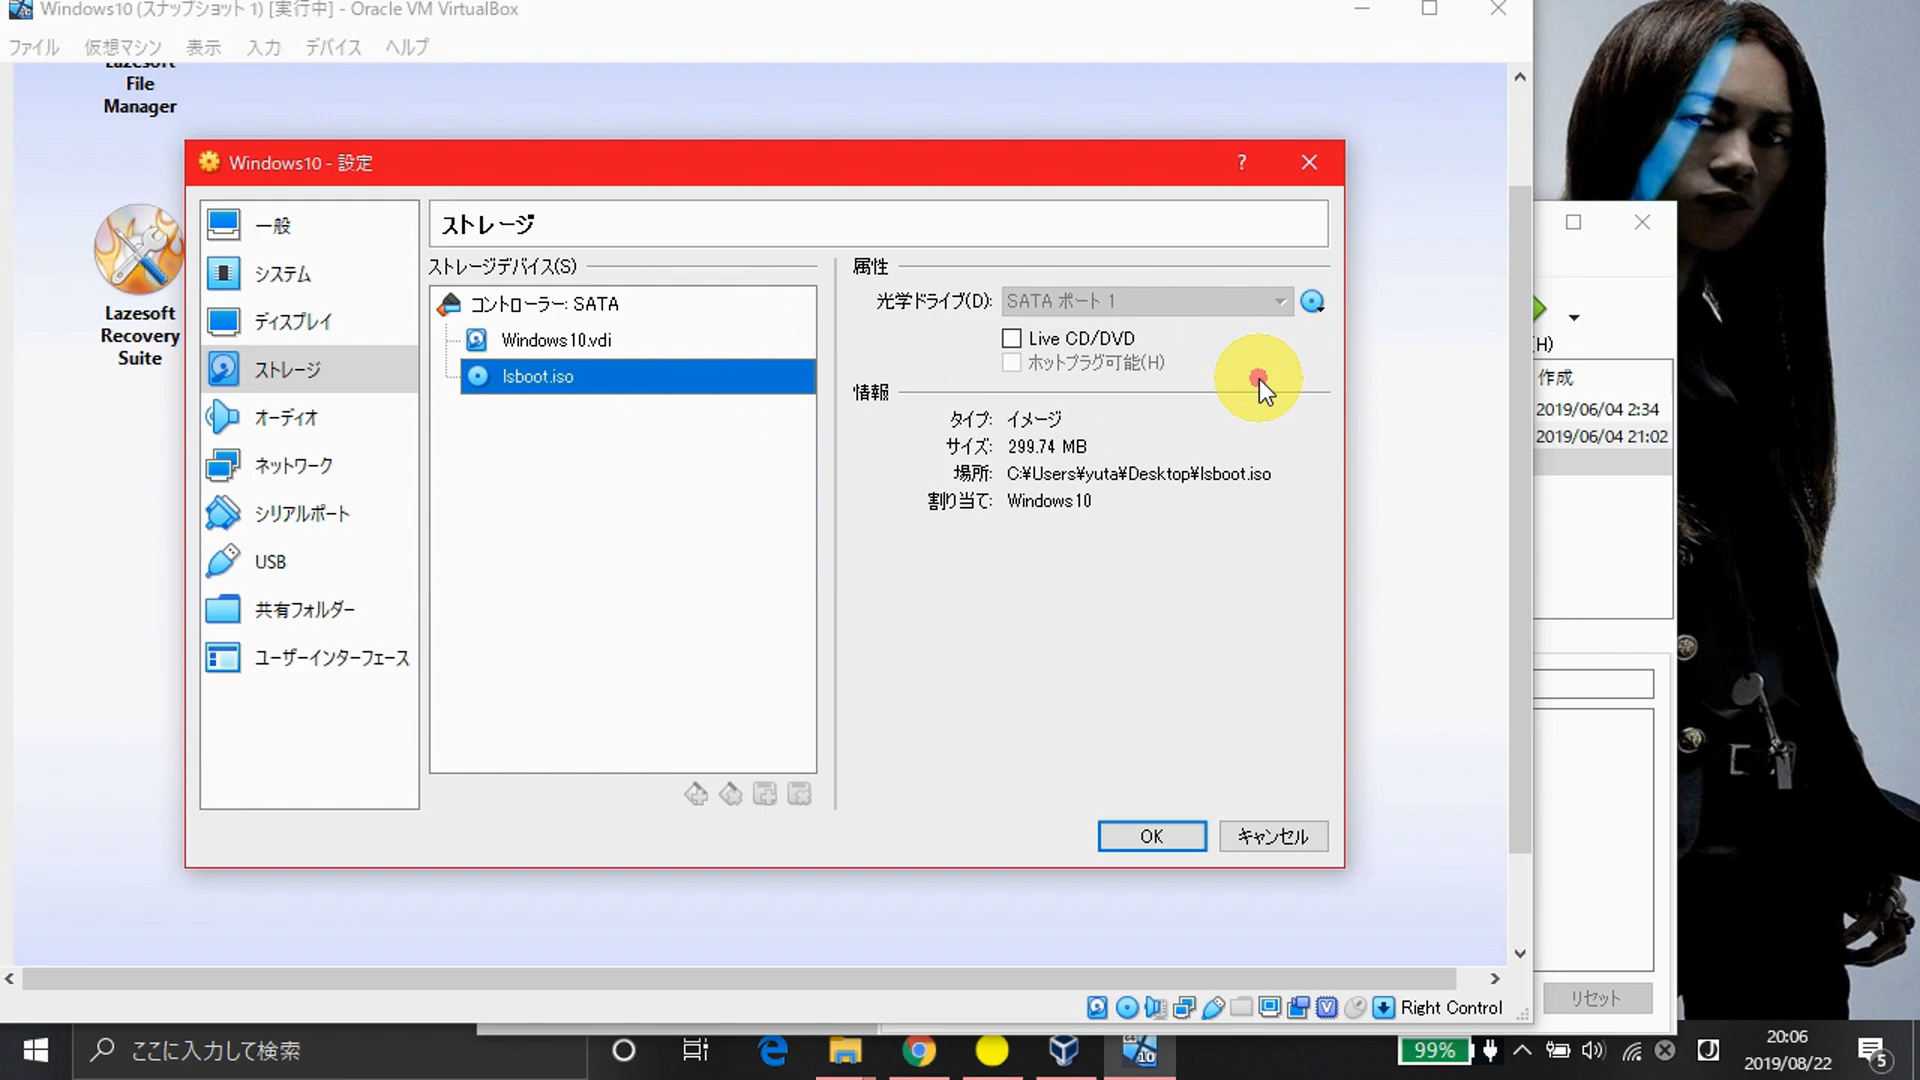 Windows10 (スナップショット 1) [実行中] - Oracle VM VirtualBox
ファイル 仮想マシン 表示 入力 デバイス ヘルプ
Lazesoft
File
Manager
Lazesoft
Recovery
Suite
Windows10 - 設定
?
一般
システム
ディスプレイ
ストレージ
オーディオ
ネットワーク
シリアルポート
USB
共有フォルダー
ユーザーインターフェース
ストレージ
ストレージデバイス(S)
コントローラー: SATA
Windows10.vdi
lsboot.iso
属性
光学ドライブ(D): SATA ポート 1
Live CD/DVD
ホットプラグ可能(H)
情報
タイプ: イメージ
サイズ: 299.74 MB
場所: C:¥Users¥yuta¥Desktop¥lsboot.iso
割り当て: Windows10
OK キャンセル
(H)
作成
2019/06/04 2:34
2019/06/04 21:02
リセット
Right Control
ここに入力して検索
64
10
99%
J
20:06
2019/08/22
5